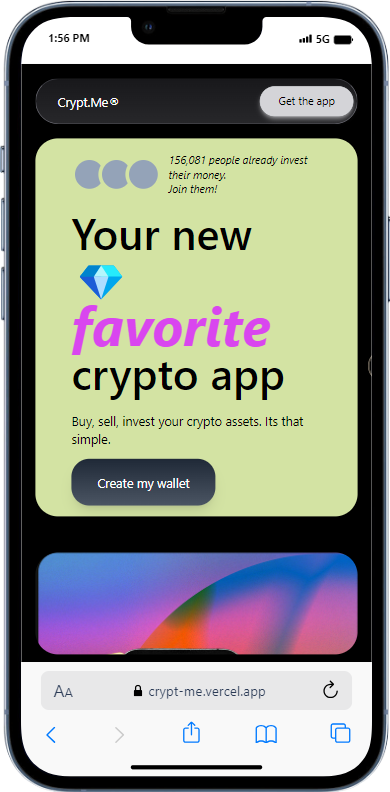 1:56 PM
5G
Crypt.Me®
Get the app
156,081 people already invest
their money.
Join them!
Your new
favorite
crypto app
Buy, sell, invest your crypto assets. Its that
simple.
Create my wallet
AA
crypt-me.vercel.app